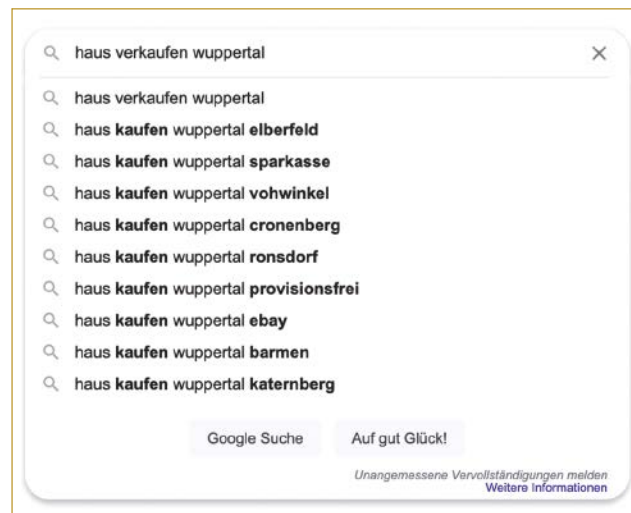 haus verkaufen wuppertal
haus verkaufen wuppertal
haus kaufen wuppertal elberfeld
haus kaufen wuppertal sparkasse
haus kaufen wuppertal vohwinkel
haus kaufen wuppertal cronenberg
haus kaufen wuppertal ronsdorf
haus kaufen wuppertal provisionsfrei
haus kaufen wuppertal ebay
haus kaufen wuppertal barmen
haus kaufen wuppertal katernberg
Google Suche Auf gut Glück!
Unangemessene Vervollständigungen melden
Weitere Informationen